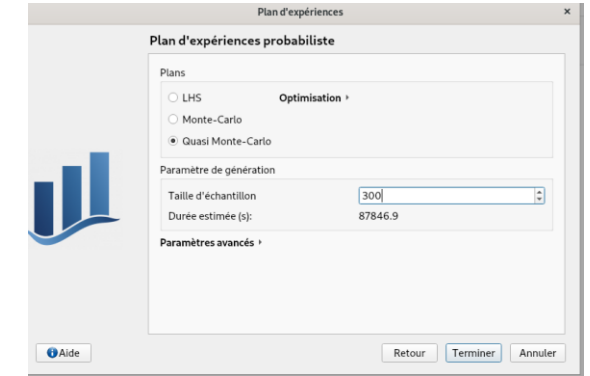 Plan d'expériences ×
Plan d'expériences probabiliste
Plans
LHS Optimisation
Monte-Carlo
Quasi Monte-Carlo
Paramètre de génération
Taille d'échantillon 300
Durée estimée (s): 87846.9
Paramètres avancés
Aide Retour Terminer Annuler